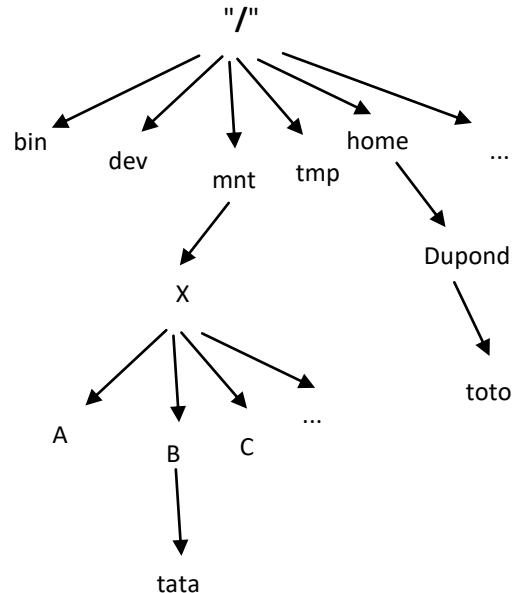 "/"
bin
dev
mnt
tmp
home
...
Dupond
X
toto
A
B
C
...
tata